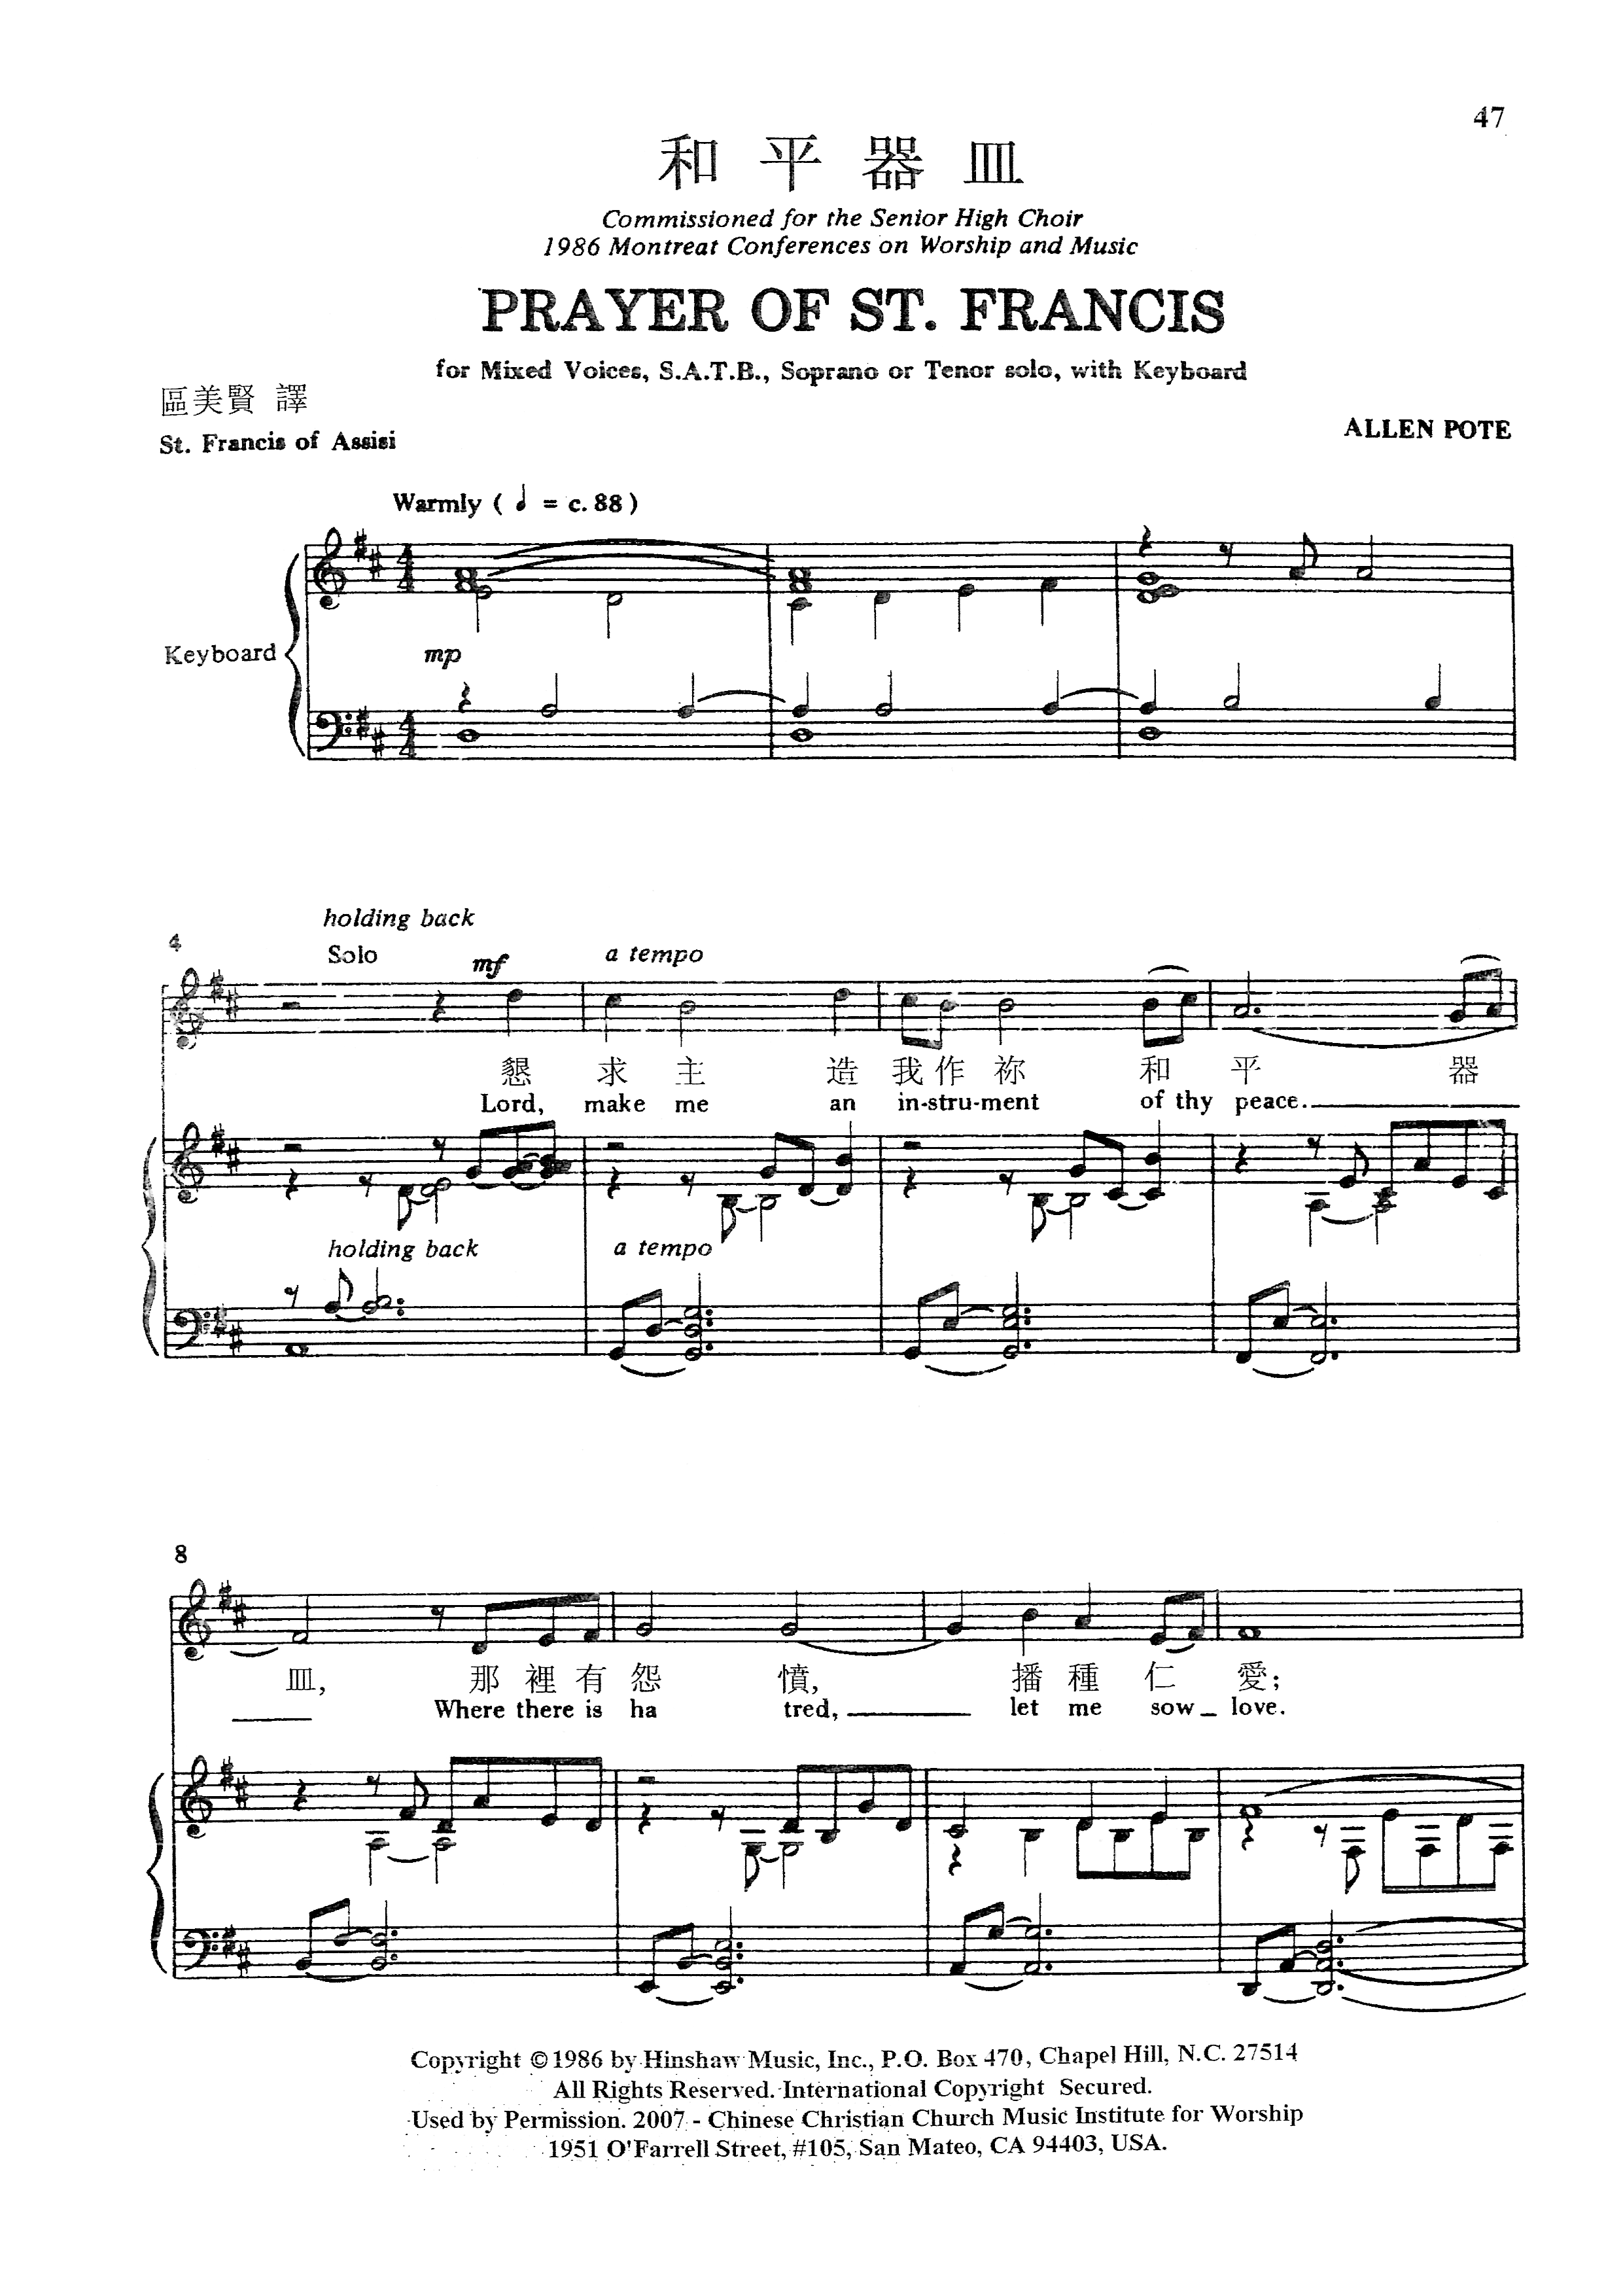 47
和平器皿
Commissioned for the Senior High Choir
1986 Montreat Conferences on Worship and Music
PRAYER OF ST. FRANCIS
for Mixed Voices, S.A.T.B., Soprano or Tenor solo, with Keyboard
區美賢 譯
St. Francis of Assisi
ALLEN POTE
Warmly ( ♩ = c. 88 )
4 4
Keyboard
mp
4 4
holding back
4
Solo
mf
a tempo
懇 求 主 造 我 作 祢 和 平 器
Lord, make me an in-stru-ment of thy peace.
holding back
a tempo
8
皿, 那 裡 有 怨 憤, 播 種 仁 愛;
Where there is ha tred, let me sow love.
Copyright © 1986 by Hinshaw Music, Inc., P.O. Box 470, Chapel Hill, N.C. 27514
All Rights Reserved. International Copyright Secured.
Used by Permission. 2007 - Chinese Christian Church Music Institute for Worship
1951 O'Farrell Street, #105, San Mateo, CA 94403, USA.